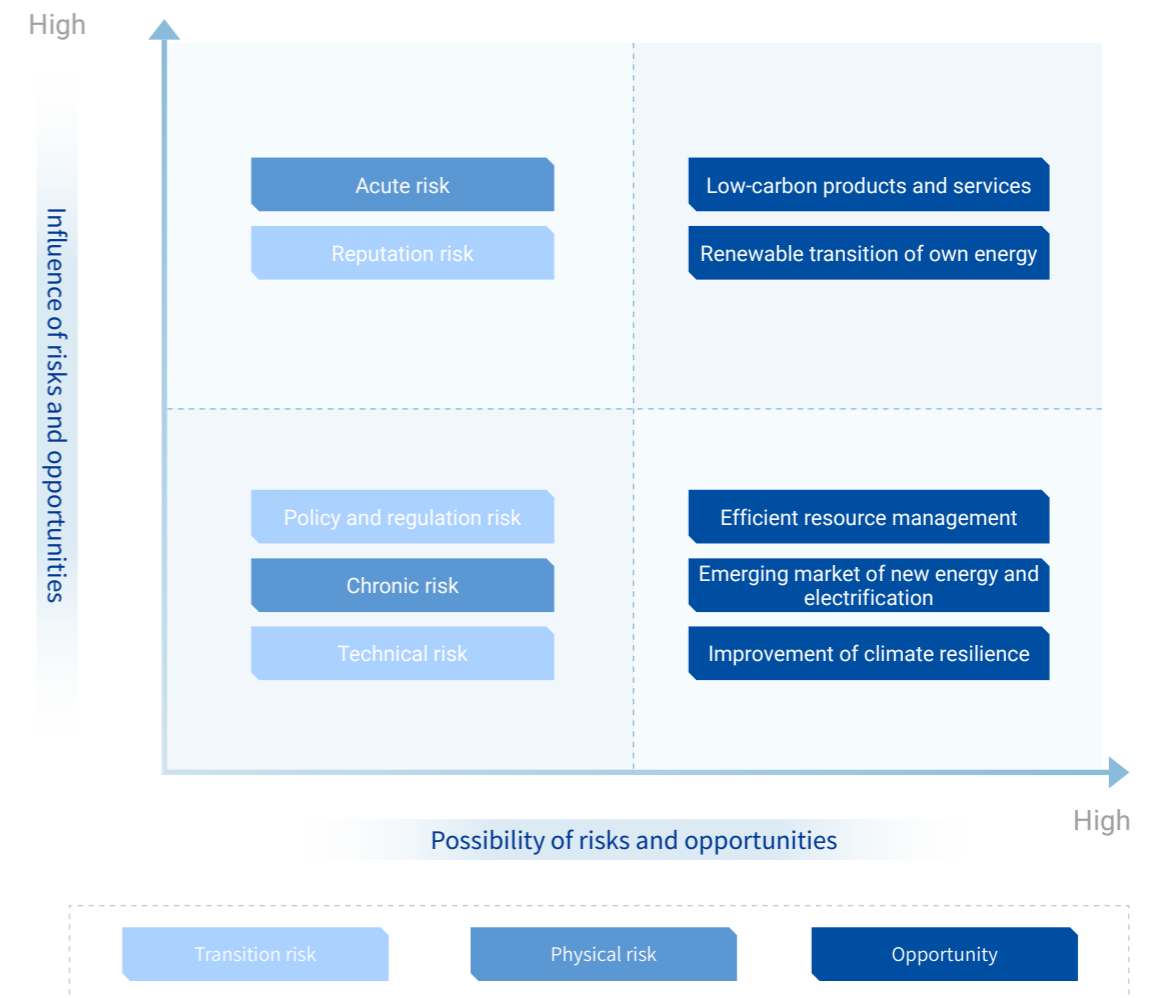 High
Influence of risks and opportunities
Acute risk
Reputation risk
Low-carbon products and services
Renewable transition of own energy
Policy and regulation risk
Chronic risk
Technical risk
Efficient resource management
Emerging market of new energy and
electrification
Improvement of climate resilience
High
Possibility of risks and opportunities
Transition risk
Physical risk
Opportunity